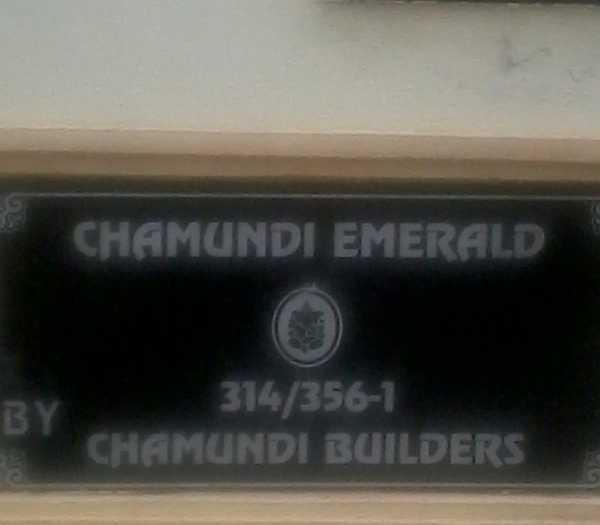 CHAMUNDI EMERALD
314/356-1
BY
CHAMUNDI BUILDERS